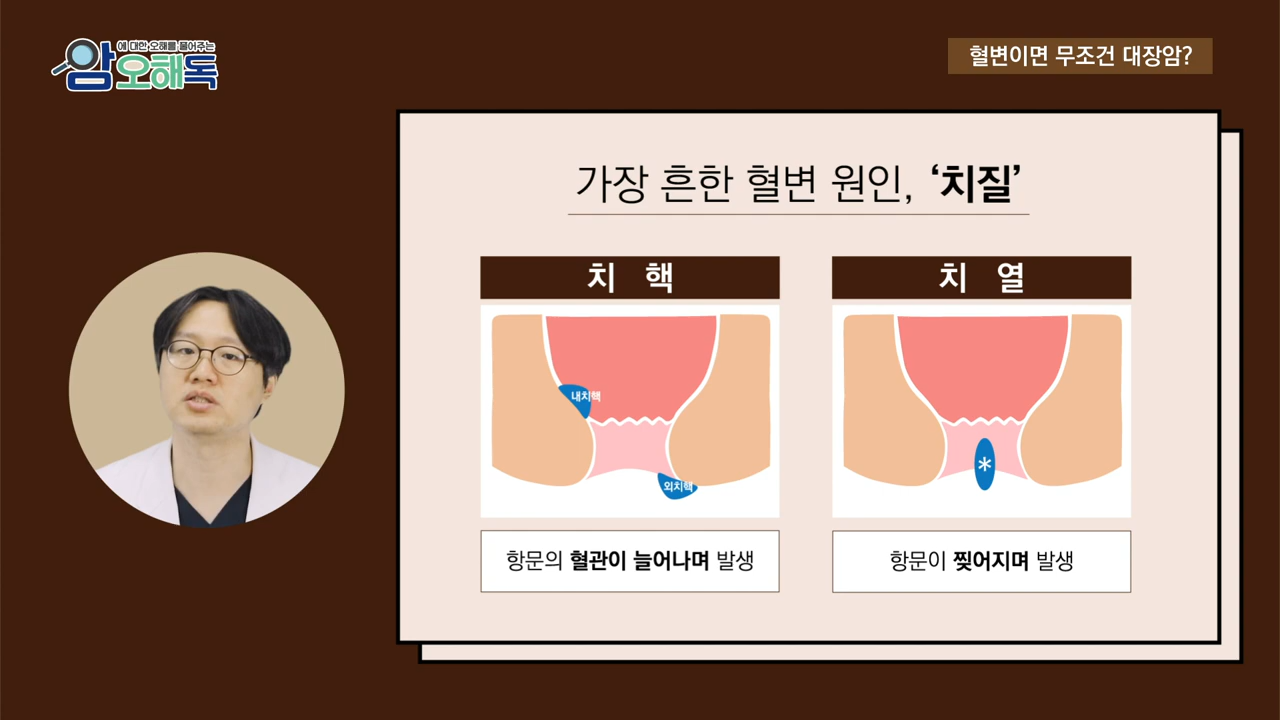 에 대한 오해를 풀어주는
암오해독
혈변이면 무조건 대장암?
가장 흔한 혈변 원인, ‘치질’
치 핵
치 열
내치핵
외치핵
*
항문의 혈관이 늘어나며 발생
항문이 찢어지며 발생